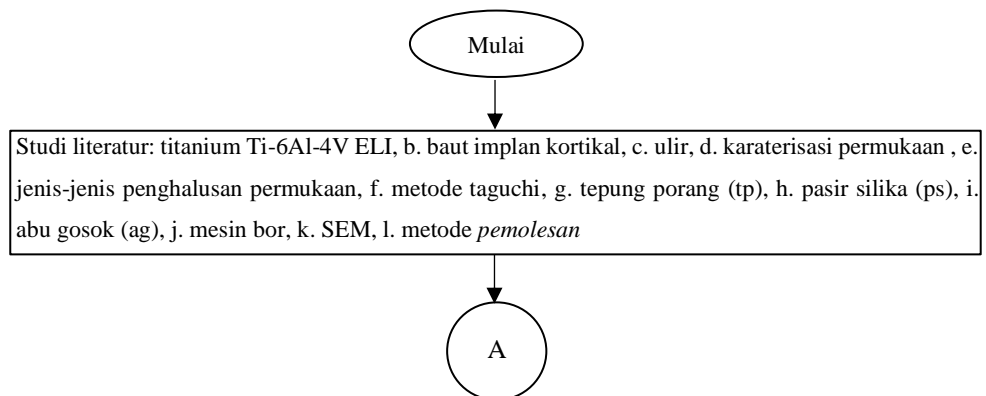 Mulai
Studi literatur: titanium Ti-6Al-4V ELI, b. baut implan kortikal, c. ulir, d. karaterisasi permukaan , e.
jenis-jenis penghalusan permukaan, f. metode taguchi, g. tepung porang (tp), h. pasir silika (ps), i.
abu gosok (ag), j. mesin bor, k. SEM, l. metode pemolesan
A